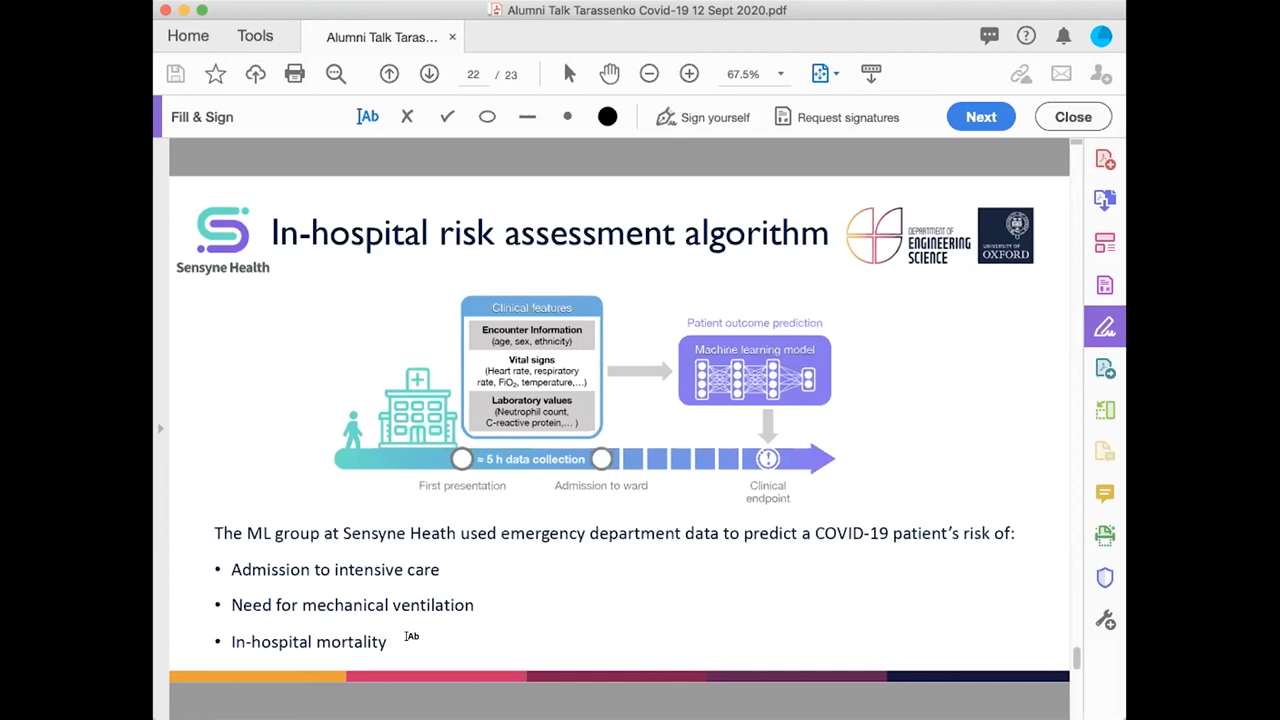 Alumni Talk Tarassenko Covid-19 12 Sept 2020.pdf
Home
Tools
Alumni Talk Taras... ×
22 / 23
67.5%
Fill & Sign
Ab
Sign yourself
Request signatures
Next
Close
Sensyne Health
In-hospital risk assessment algorithm
DEPARTMENT OF
ENGINEERING
SCIENCE
UNIVERSITY OF
OXFORD
Clinical features
Encounter Information
(age, sex, ethnicity)
Vital signs
(Heart rate, respiratory
rate, FiO2, temperature,...)
Laboratory values
(Neutrophil count,
C-reactive protein,... )
Patient outcome prediction
Machine learning model
≈ 5 h data collection
First presentation
Admission to ward
Clinical
endpoint
The ML group at Sensyne Heath used emergency department data to predict a COVID-19 patient's risk of:
• Admission to intensive care
• Need for mechanical ventilation
• In-hospital mortality
Ab